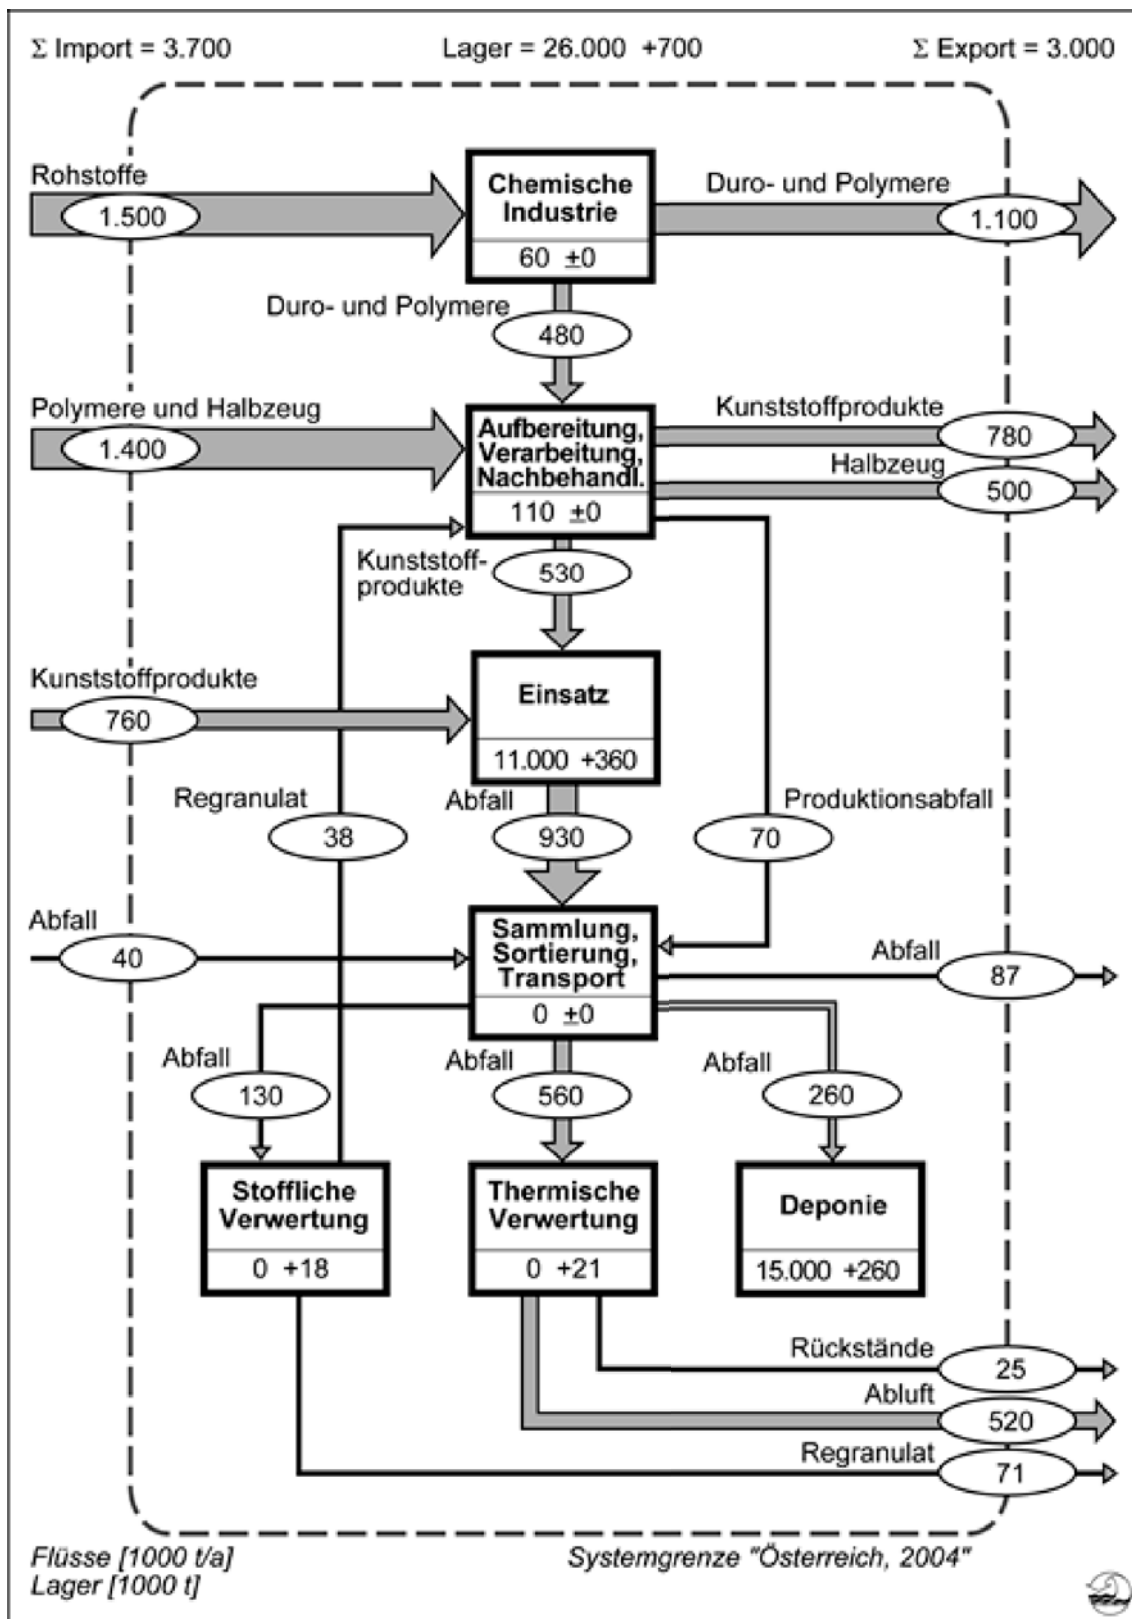 Σ Import = 3.700
Lager = 26.000 +700
Σ Export = 3.000
Rohstoffe
1.500
Chemische
Industrie
60 ±0
Duro- und Polymere
1.100
Duro- und Polymere
480
Polymere und Halbzeug
1.400
Aufbereitung,
Verarbeitung,
Nachbehandl.
110 ±0
Kunststoffprodukte
780
Halbzeug
500
Kunststoff-
produkte
530
Kunststoffprodukte
760
Einsatz
11.000 +360
Regranulat
38
Abfall
930
Produktionsabfall
70
Abfall
40
Sammlung,
Sortierung,
Transport
0 ±0
Abfall
87
Abfall
130
Abfall
560
Abfall
260
Stoffliche
Verwertung
0 +18
Thermische
Verwertung
0 +21
Deponie
15.000 +260
Rückstände
25
Abluft
520
Regranulat
71
Flüsse [1000 t/a]
Lager [1000 t]
Systemgrenze "Österreich, 2004"